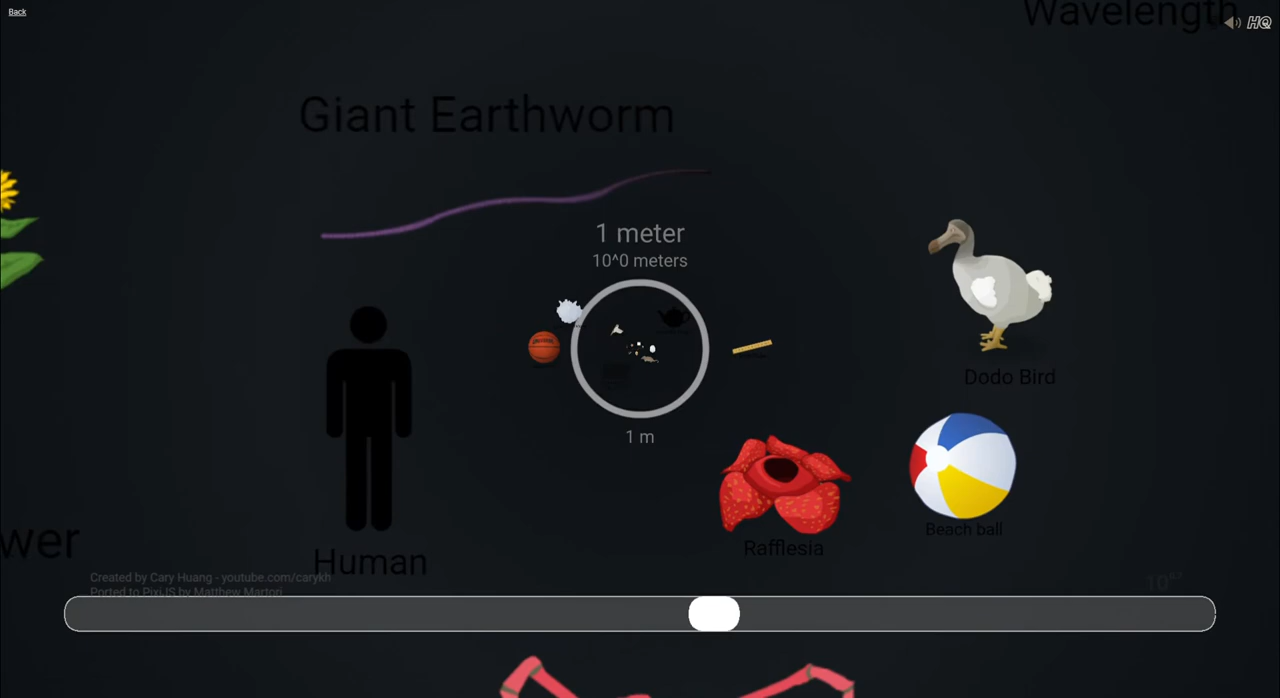 Back
Wavelength
HQ
Giant Earthworm
1 meter
10^0 meters
Dodo Bird
1 m
Beach ball
wer
Rafflesia
Human
Created by Cary Huang - youtube.com/carykh
Ported to PixiJS by Matthew Martori